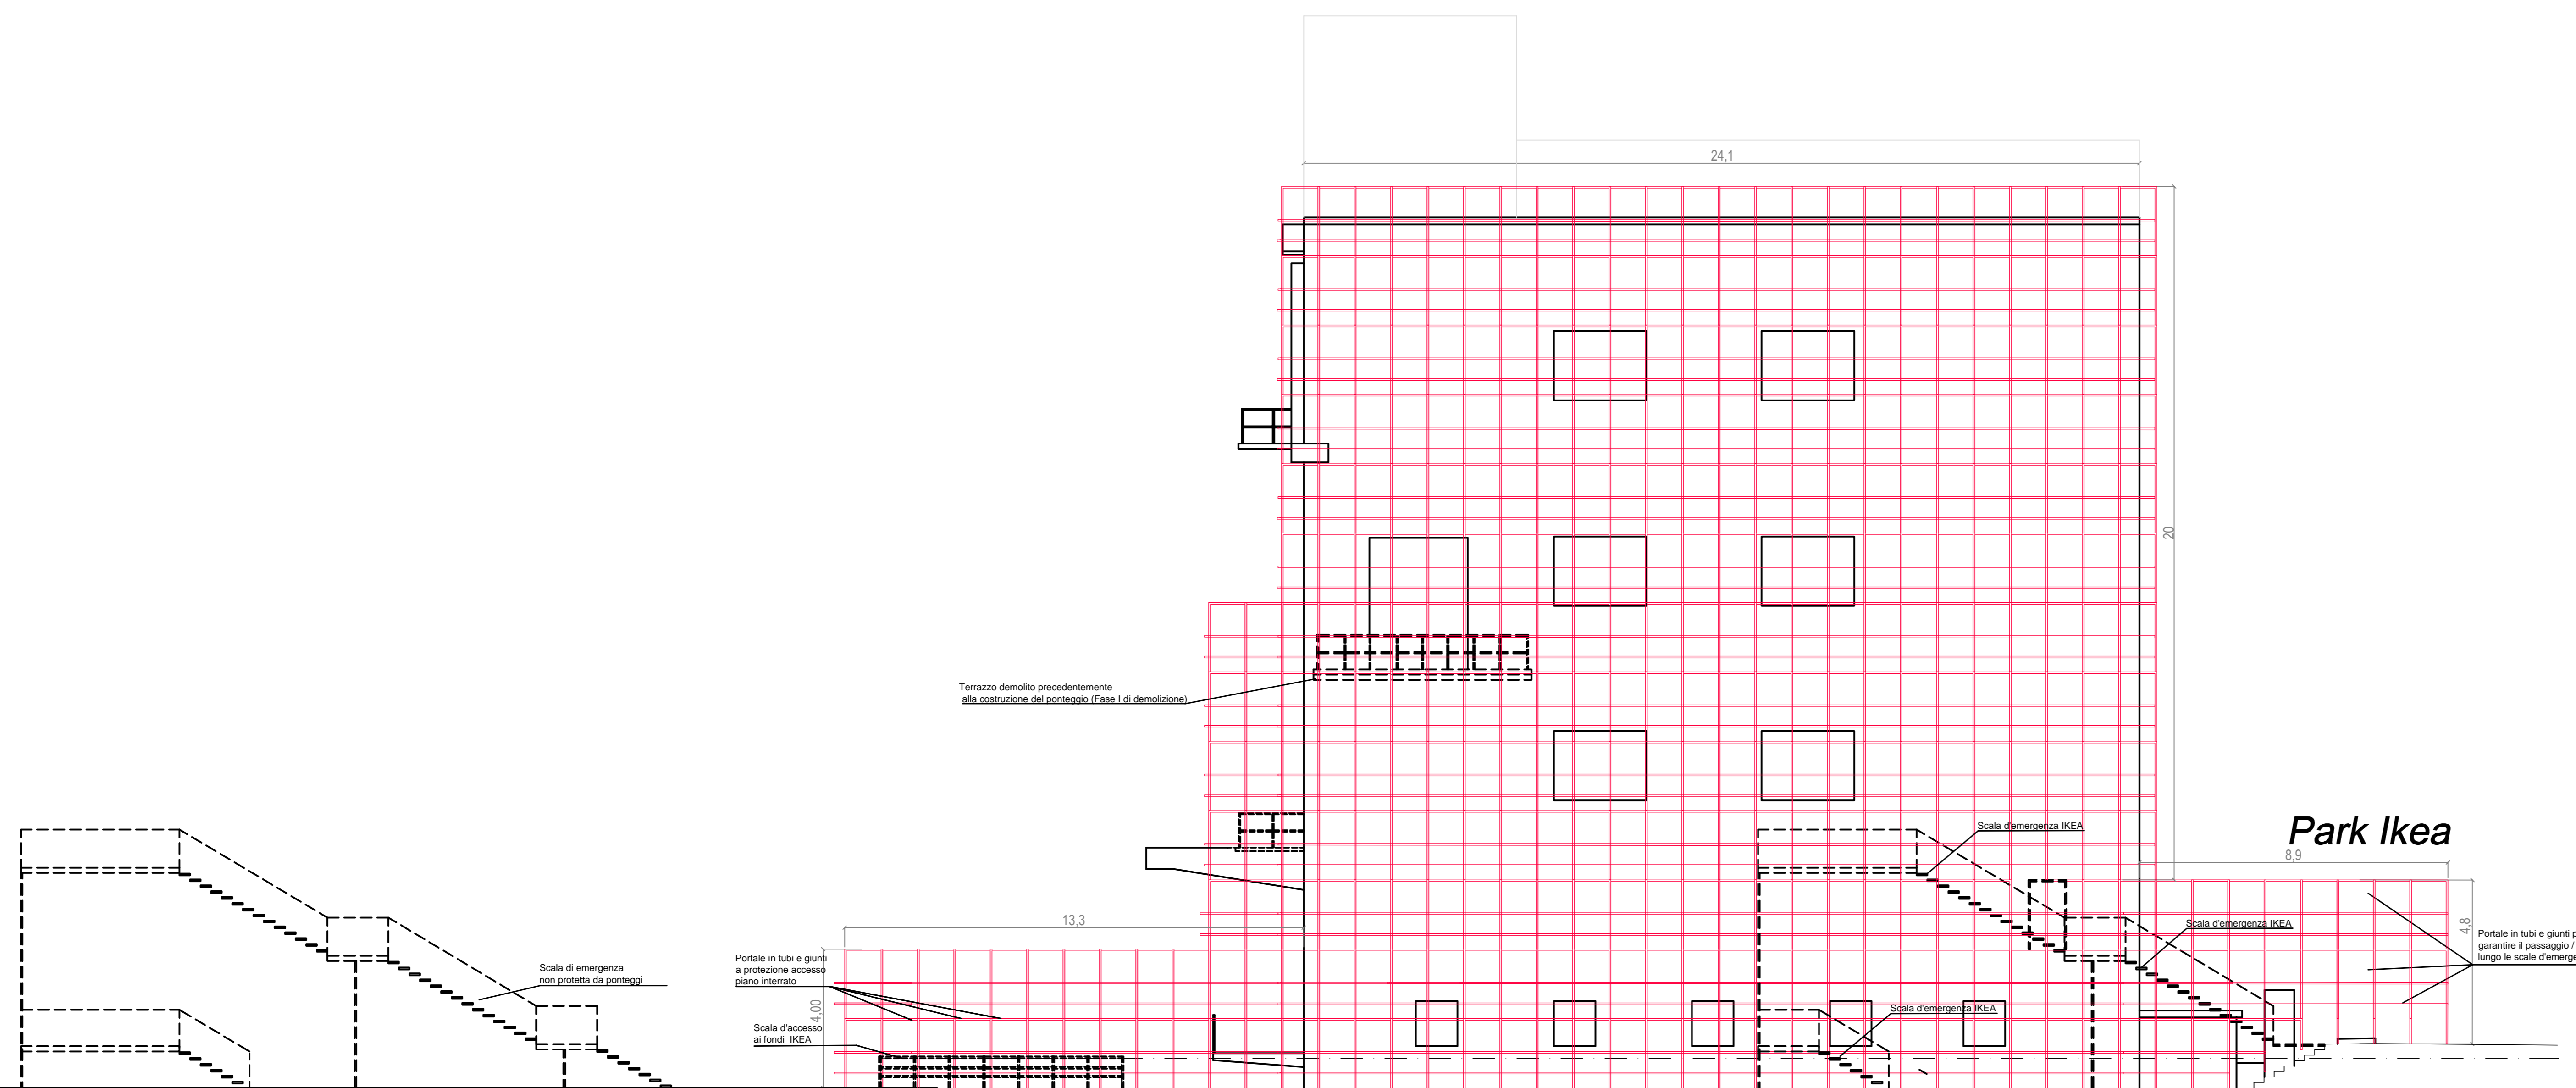 24,1
20
Terrazzo demolito precedentemente
alla costruzione del ponteggio (Fase I di demolizione)
Scala d'emergenza IKEA
Park Ikea
8,9
13,3
4,8
Scala d'emergenza IKEA
Portale in tubi e giunti
a protezione accesso
piano interrato
Scala di emergenza
non protetta da ponteggi
Portale in tubi e giunti
garantire il passaggio /
lungo le scale
4,00
Scala d'emergenza IKEA
Scala d'accesso
ai fondi IKEA